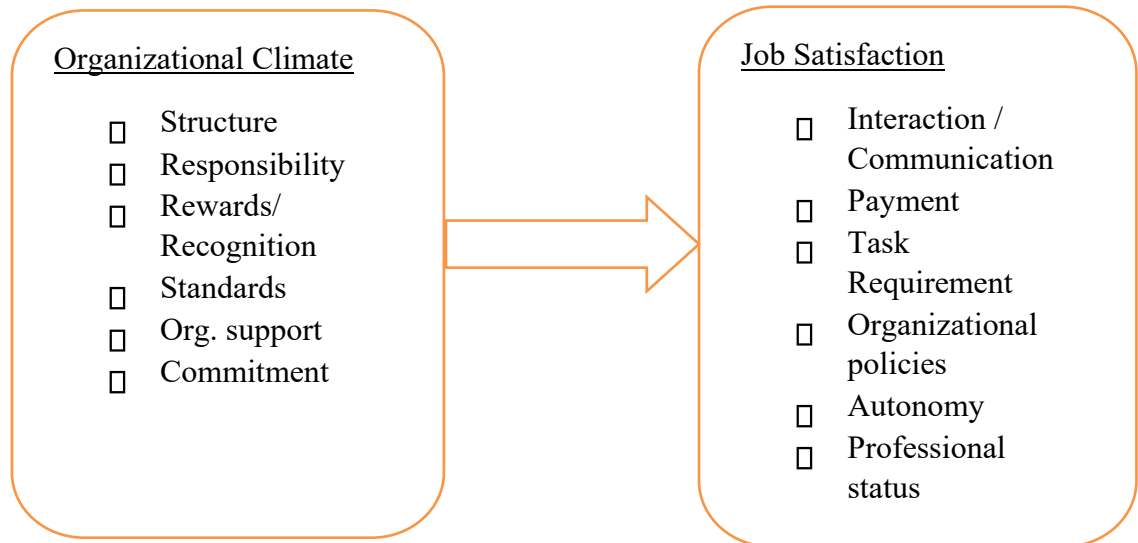 Organizational Climate
Structure
Responsibility
Rewards/
Recognition
Standards
Org. support
Commitment
Job Satisfaction
Interaction /
Communication
Payment
Task
Requirement
Organizational
policies
Autonomy
Professional
status